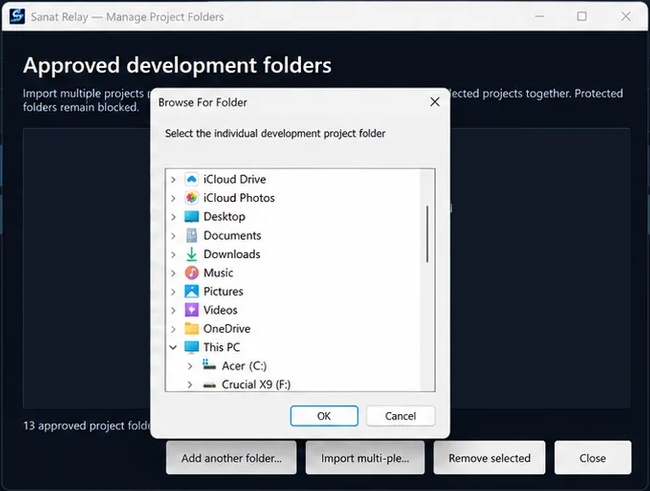 Sanat Relay — Manage Project Folders
Approved development folders
Import multiple projects
lected projects together. Protected
folders remain blocked.
Browse For Folder
Select the individual development project folder
iCloud Drive
iCloud Photos
Desktop
Documents
Downloads
Music
Pictures
Videos
OneDrive
This PC
Acer (C:)
Crucial X9 (F:)
OK
Cancel
13 approved project folde
Add another folder...
Import multi-ple...
Remove selected
Close